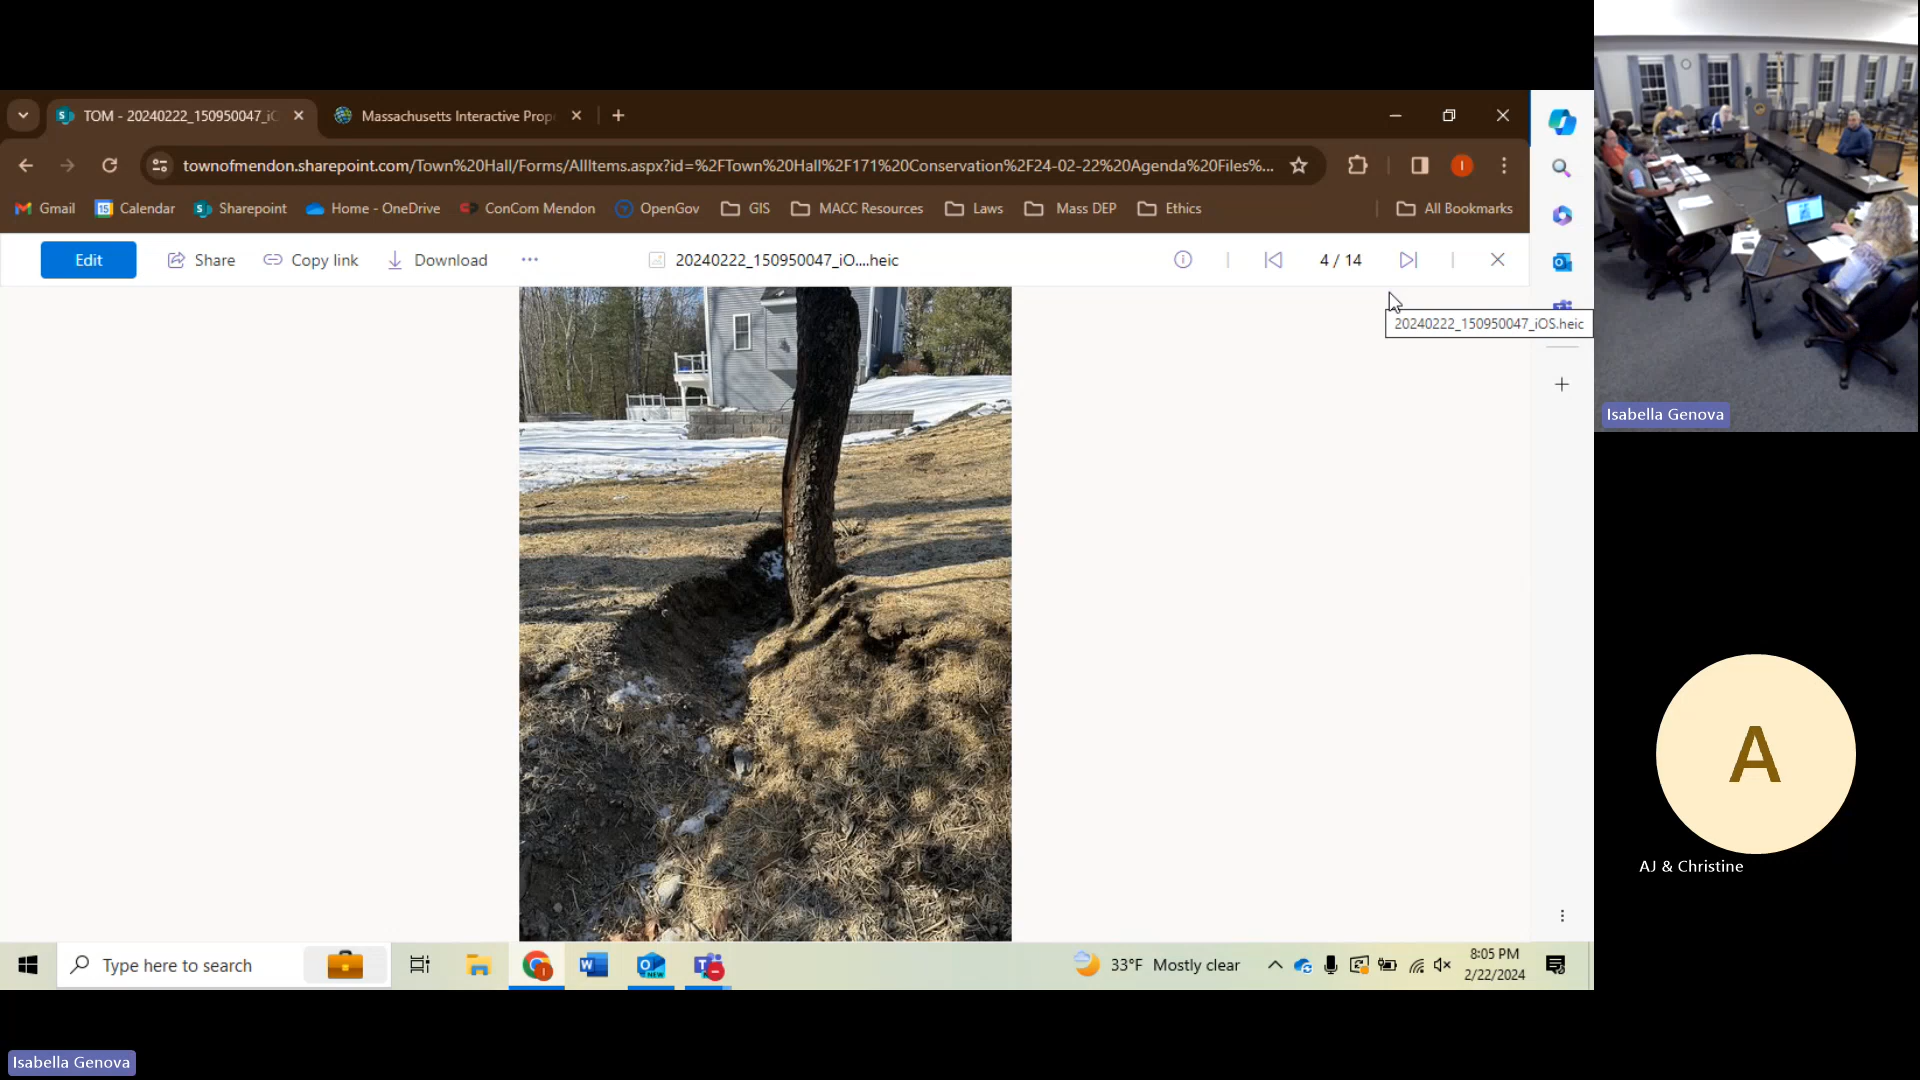 TOM - 20240222_150950047_iO
Massachusetts Interactive Prop
townofmendon.sharepoint.com/Town%20Hall/Forms/AllItems.aspx?id=%2FTown%20Hall%2F171%20Conservation%2F24-02-22%20Agenda%20Files%...
Gmail
Calendar
Sharepoint
Home - OneDrive
ConCom Mendon
OpenGov
GIS
MACC Resources
Laws
Mass DEP
Ethics
All Bookmarks
Edit
Share
Copy link
Download
20240222_150950047_iO....heic
4 / 14
20240222_150950047_iOS.heic
Isabella Genova
A
AJ & Christine
Type here to search
33°F Mostly clear
8:05 PM
2/22/2024
Isabella Genova